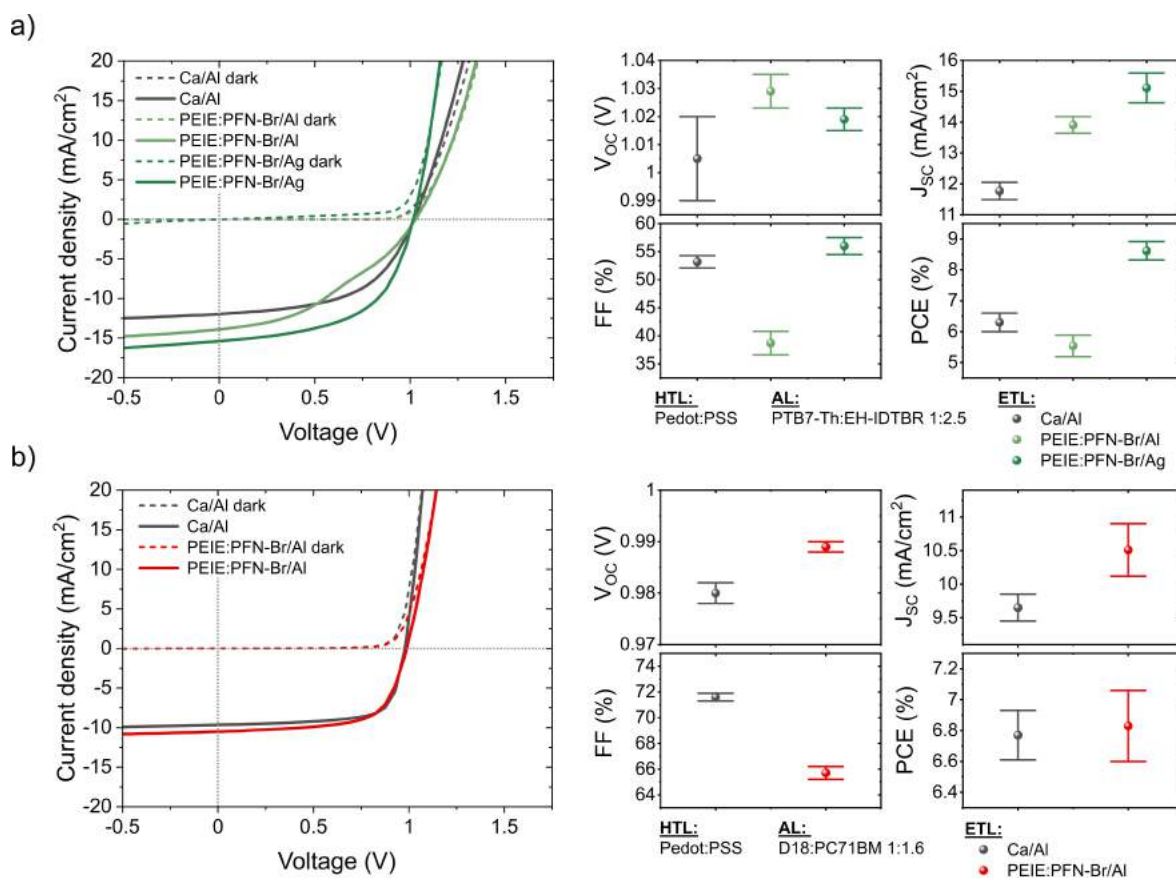 a)
20
15
10
5
0
-5
-10
-15
-20
Current density (mA/cm²)
Ca/Al dark
Ca/Al
PEIE:PFN-Br/Al dark
PEIE:PFN-Br/Al
PEIE:PFN-Br/Ag dark
PEIE:PFN-Br/Ag
-0.5
0
0.5
1
1.5
Voltage (V)
1.04
1.03
1.02
1.01
1
0.99
V_OC (V)
16
15
14
13
12
11
J_SC (mA/cm²)
60
55
50
45
40
35
FF (%)
9
8
7
6
5
PCE (%)
HTL:
Pedot:PSS
AL:
PTB7-Th:EH-IDTBR 1:2.5
ETL:
Ca/Al
PEIE:PFN-Br/Al
PEIE:PFN-Br/Ag
b)
20
15
10
5
0
-5
-10
-15
-20
Current density (mA/cm²)
Ca/Al dark
Ca/Al
PEIE:PFN-Br/Al dark
PEIE:PFN-Br/Al
-0.5
0
0.5
1
1.5
Voltage (V)
1
0.99
0.98
0.97
V_OC (V)
11
10.5
10
9.5
J_SC (mA/cm²)
74
72
70
68
66
64
FF (%)
7.2
7
6.8
6.6
6.4
PCE (%)
HTL:
Pedot:PSS
AL:
D18:PC71BM 1:1.6
ETL:
Ca/Al
PEIE:PFN-Br/Al